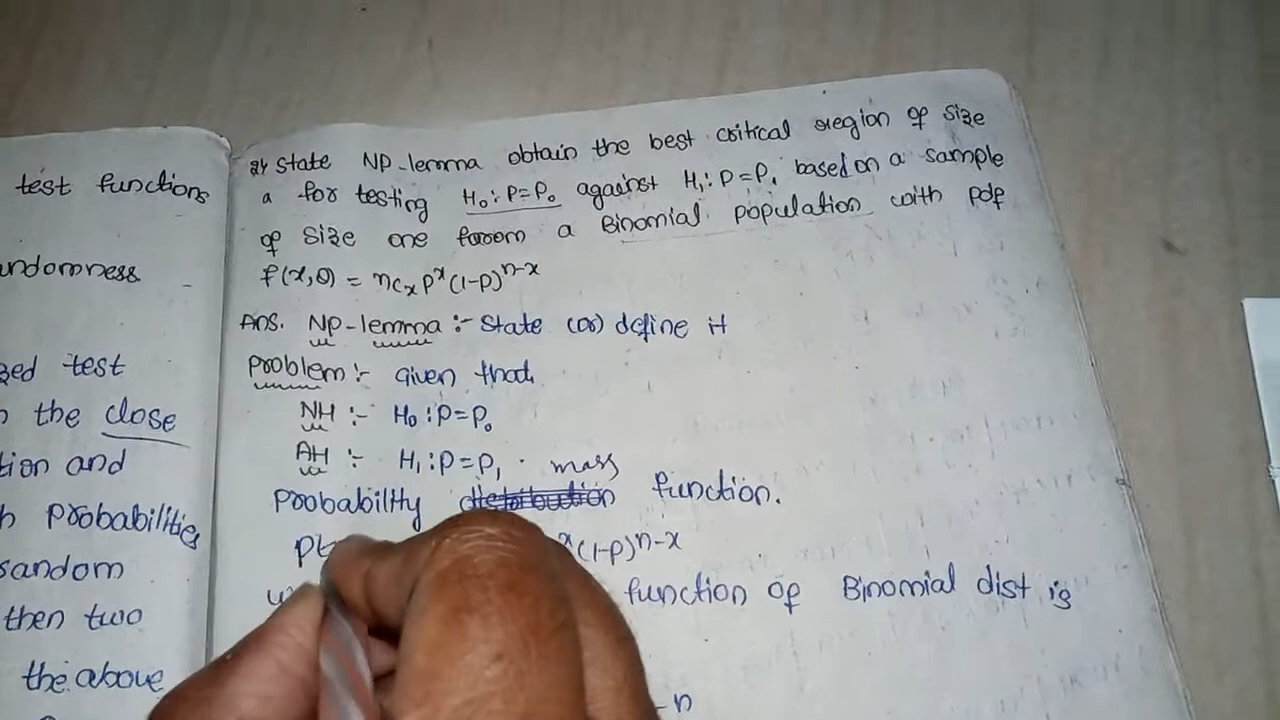 test functions
ndomness
zed test
the close
tion and
h probabilities
random
then two
the above
State NP-lemma obtain the best critical region of size
a for testing H₀: P=P₀ against H₁: P=P₁ based on a sample
of size one from a Binomial population with pdf
f(x,θ) = ncₓ pˣ (1-p)ⁿ⁻ˣ
Ans. NP-lemma :- State (or) define it
Problem :- given that
NH :- H₀ : P=P₀
AH :- H₁ : P=P₁ .
mass
Probability function.
ˣ(1-p)ⁿ⁻ˣ
function of Binomial dist is
- n